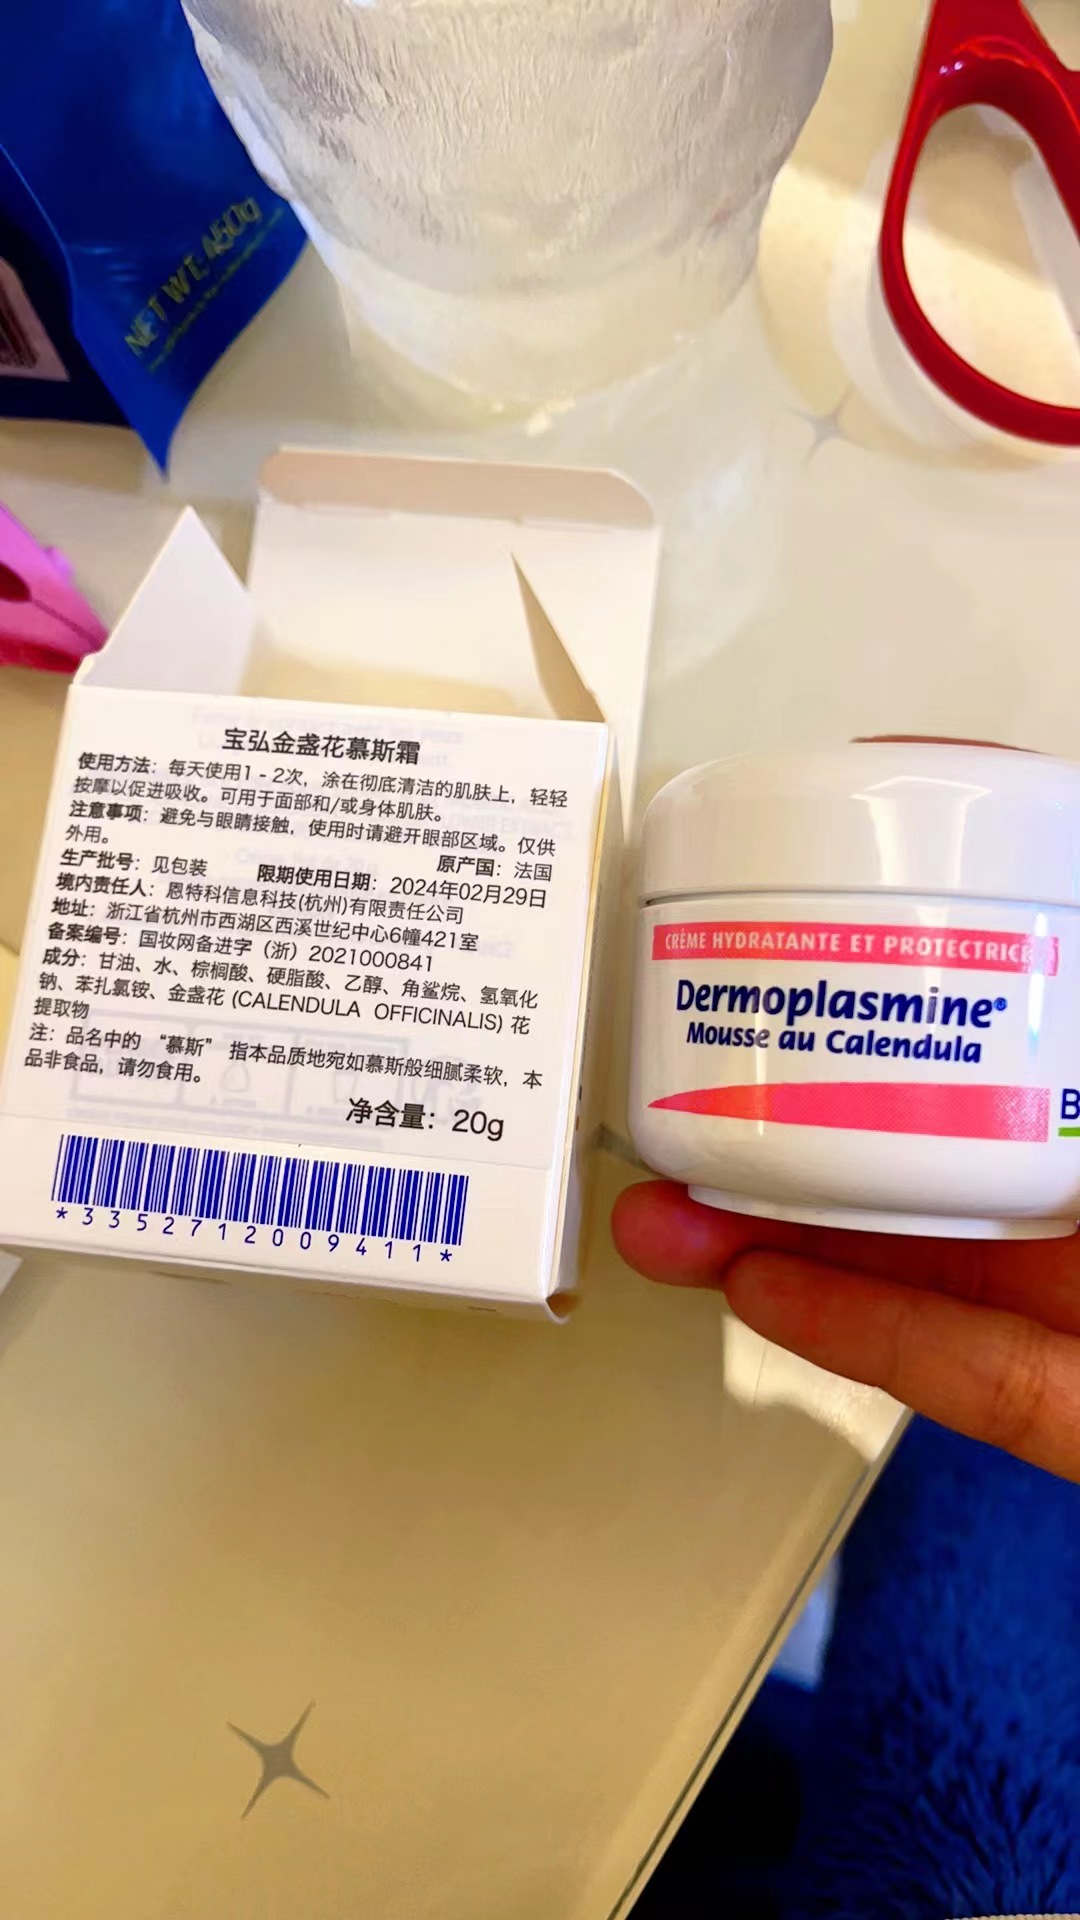 NET WT. 450g
宝弘金盏花慕斯霜
使用方法：每天使用1 - 2次，涂在彻底清洁的肌肤上，轻轻
按摩以促进吸收。可用于面部和/或身体肌肤。
注意事项：避免与眼睛接触，使用时请避开眼部区域。仅供
外用。 原产国：法国
生产批号：见包装 限期使用日期：2024年02月29日
境内责任人：恩特科信息科技(杭州)有限责任公司
地址：浙江省杭州市西湖区西溪世纪中心6幢421室
备案编号：国妆网备进字（浙）2021000841
成分：甘油、水、棕榈酸、硬脂酸、乙醇、角鲨烷、氢氧化
钠、苯扎氯铵、金盏花 (CALENDULA OFFICINALIS) 花
提取物
注：品名中的 “慕斯” 指本品质地宛如慕斯般细腻柔软，本
品非食品，请勿食用。
净含量：20g
*3352712009411*
CRÈME HYDRATANTE ET PROTECTRICE
Dermoplasmine®
Mousse au Calendula
B